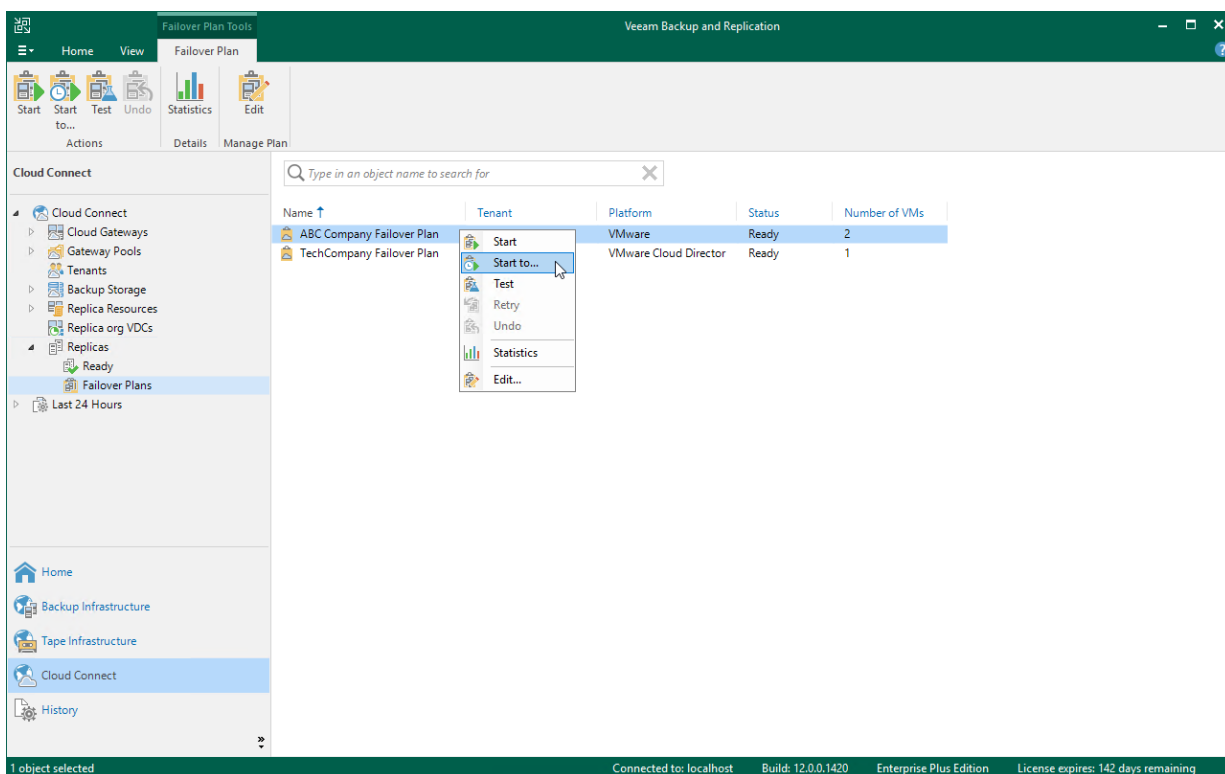 Failover Plan Tools
Veeam Backup and Replication
Home View Failover Plan
Start Start to... Test Undo Statistics Edit
Actions Details Manage Plan
Cloud Connect
Type in an object name to search for
Cloud Connect
Cloud Gateways
Gateway Pools
Tenants
Backup Storage
Replica Resources
Replica org VDCs
Replicas
Ready
Failover Plans
Last 24 Hours
Name Tenant Platform Status Number of VMs
ABC Company Failover Plan VMware Ready 2
TechCompany Failover Plan VMware Cloud Director Ready 1
Start
Start to...
Test
Retry
Undo
Statistics
Edit...
Home
Backup Infrastructure
Tape Infrastructure
Cloud Connect
History
1 object selected Connected to: localhost Build: 12.0.0.1420 Enterprise Plus Edition License expires: 142 days remaining